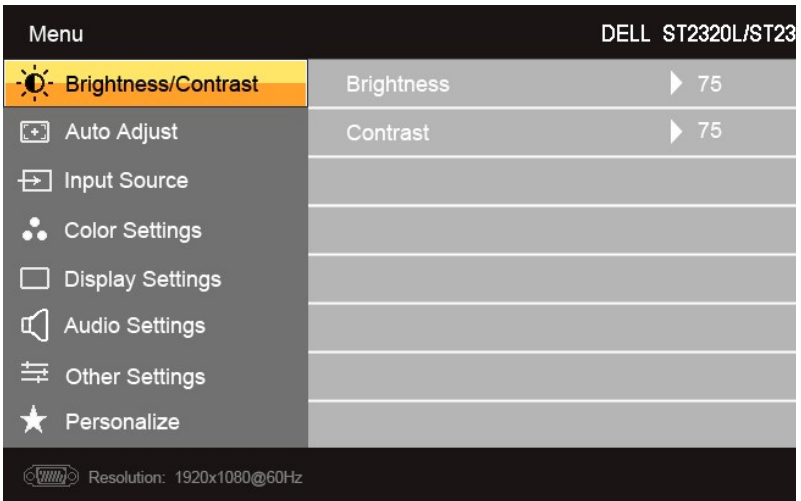 Menu DELL ST2320L/ST23
Brightness/Contrast Brightness 75
Auto Adjust Contrast 75
Input Source
Color Settings
Display Settings
Audio Settings
Other Settings
Personalize
Resolution: 1920x1080@60Hz